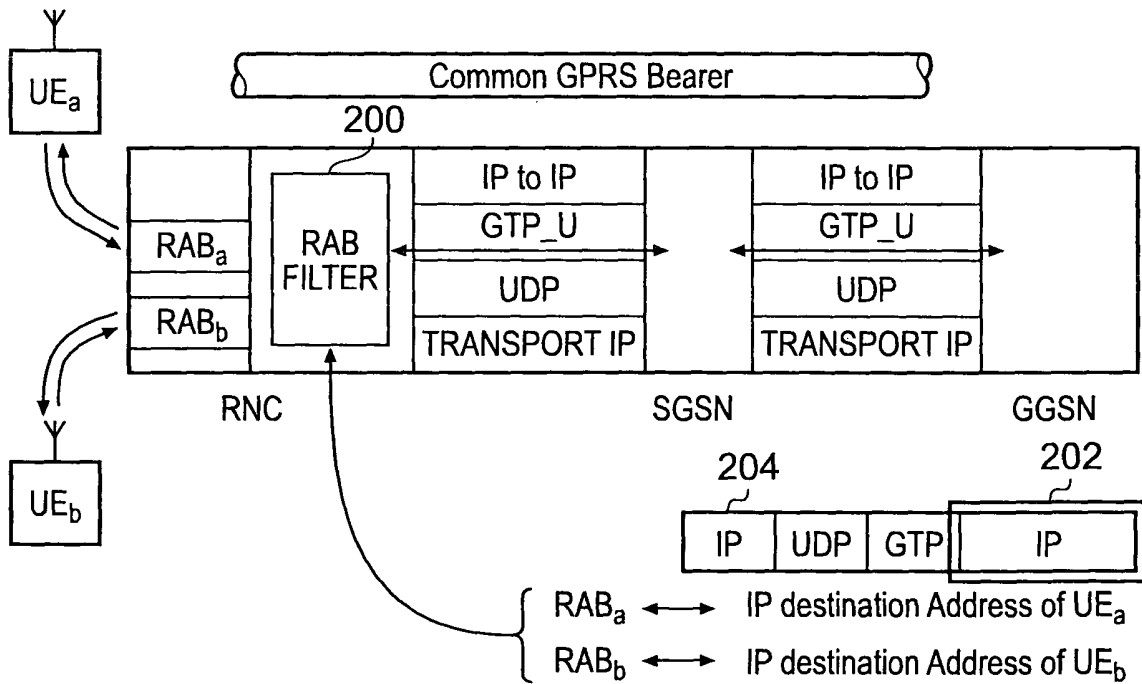 Common GPRS Bearer
UEa
200
IP to IP
IP to IP
GTP_U
GTP_U
RABa
RAB
FILTER
UDP
UDP
RABb
TRANSPORT IP
TRANSPORT IP
RNC
SGSN
GGSN
UEb
204
202
IP
UDP
GTP
IP
RABa
IP destination Address of UEa
RABb
IP destination Address of UEb